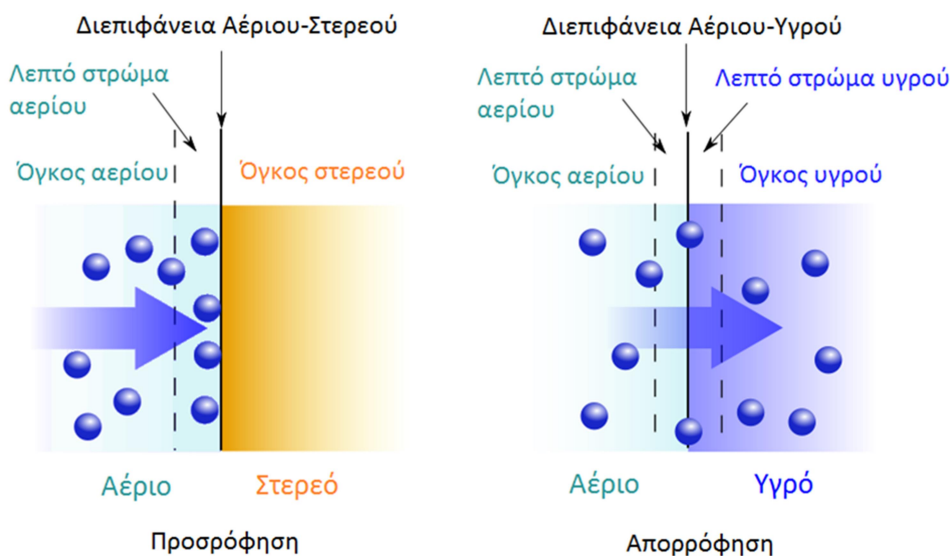 Διεπιφάνεια Αέριου-Στερεού
Λεπτό στρώμα
αερίου
Όγκος αερίου
Όγκος στερεού
Αέριο
Στερεό
Προσρόφηση
Διεπιφάνεια Αέριου-Υγρού
Λεπτό στρώμα
αερίου
Λεπτό στρώμα υγρού
Όγκος αερίου
Όγκος υγρού
Αέριο
Υγρό
Απορρόφηση